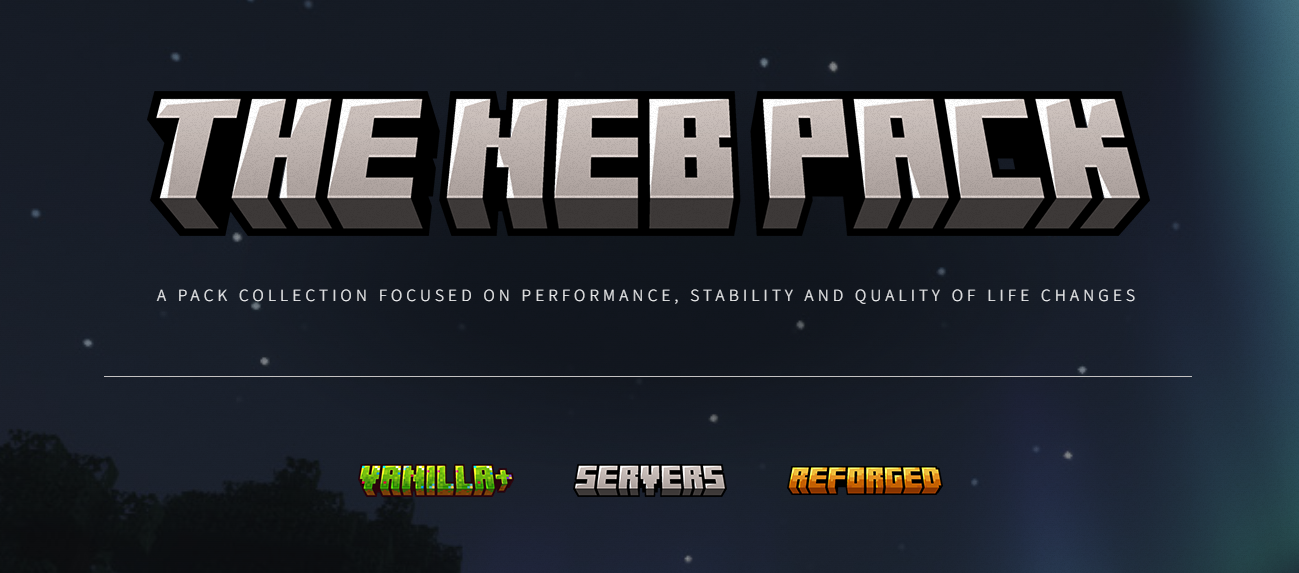 THE NEB PACK
A PACK COLLECTION FOCUSED ON PERFORMANCE, STABILITY AND QUALITY OF LIFE CHANGES
VANILLA+ SERVERS REFORGED